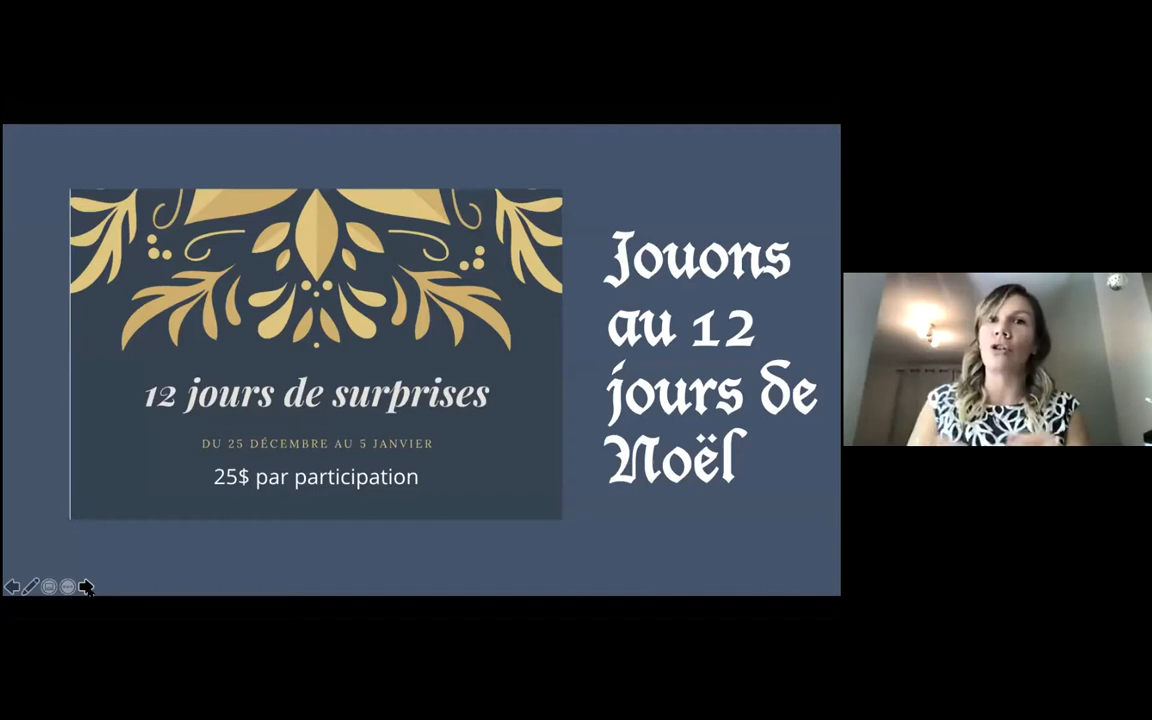 12 jours de surprises
DU 25 DÉCEMBRE AU 5 JANVIER
25$ par participation
Jouons
au 12
jours de
Noël